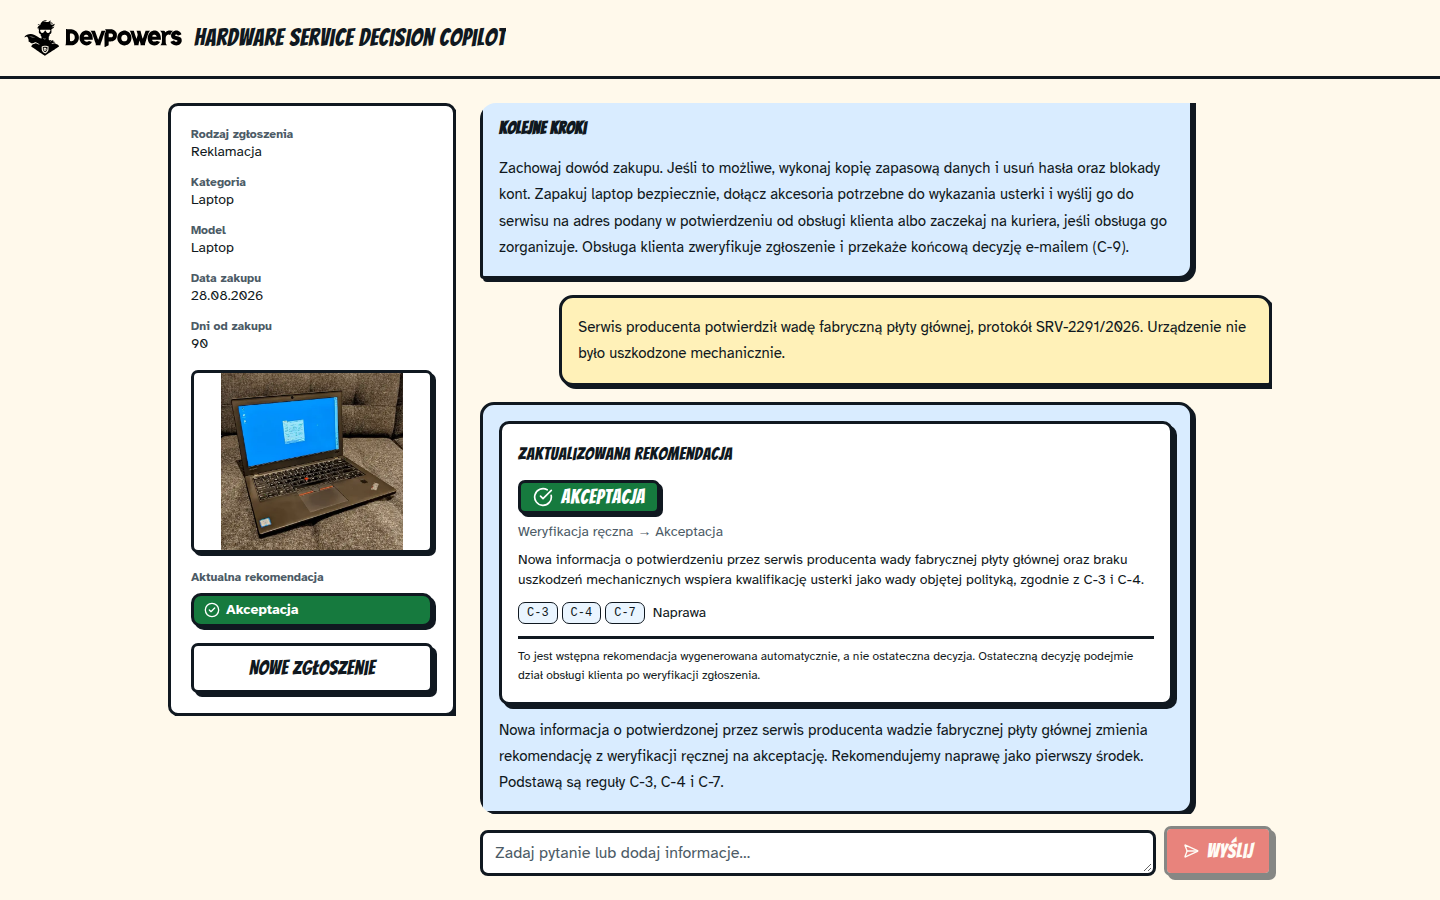 DevPowers
HARDWARE SERVICE DECISION COPILOT
Rodzaj zgłoszenia
Reklamacja
Kategoria
Laptop
Model
Laptop
Data zakupu
28.08.2026
Dni od zakupu
90
Aktualna rekomendacja
Akceptacja
NOWE ZGŁOSZENIE
KOLEJNE KROKI
Zachowaj dowód zakupu. Jeśli to możliwe, wykonaj kopię zapasową danych i usuń hasła oraz blokady
kont. Zapakuj laptop bezpiecznie, dołącz akcesoria potrzebne do wykazania usterki i wyślij go do
serwisu na adres podany w potwierdzeniu od obsługi klienta albo zaczekaj na kuriera, jeśli obsługa go
zorganizuje. Obsługa klienta zweryfikuje zgłoszenie i przekaże końcową decyzję e-mailem (C-9).
Serwis producenta potwierdził wadę fabryczną płyty głównej, protokół SRV-2291/2026. Urządzenie nie
było uszkodzone mechanicznie.
ZAKTUALIZOWANA REKOMENDACJA
AKCEPTACJA
Weryfikacja ręczna → Akceptacja
Nowa informacja o potwierdzeniu przez serwis producenta wady fabrycznej płyty głównej oraz braku
uszkodzeń mechanicznych wspiera kwalifikację usterki jako wady objętej polityką, zgodnie z C-3 i C-4.
C-3 C-4 C-7 Naprawa
To jest wstępna rekomendacja wygenerowana automatycznie, a nie ostateczna decyzja. Ostateczną decyzję podejmie
dział obsługi klienta po weryfikacji zgłoszenia.
Nowa informacja o potwierdzonej przez serwis producenta wadzie fabrycznej płyty głównej zmienia
rekomendację z weryfikacji ręcznej na akceptację. Rekomendujemy naprawę jako pierwszy środek.
Podstawą są reguły C-3, C-4 i C-7.
Zadaj pytanie lub dodaj informacje...
WYŚLIJ